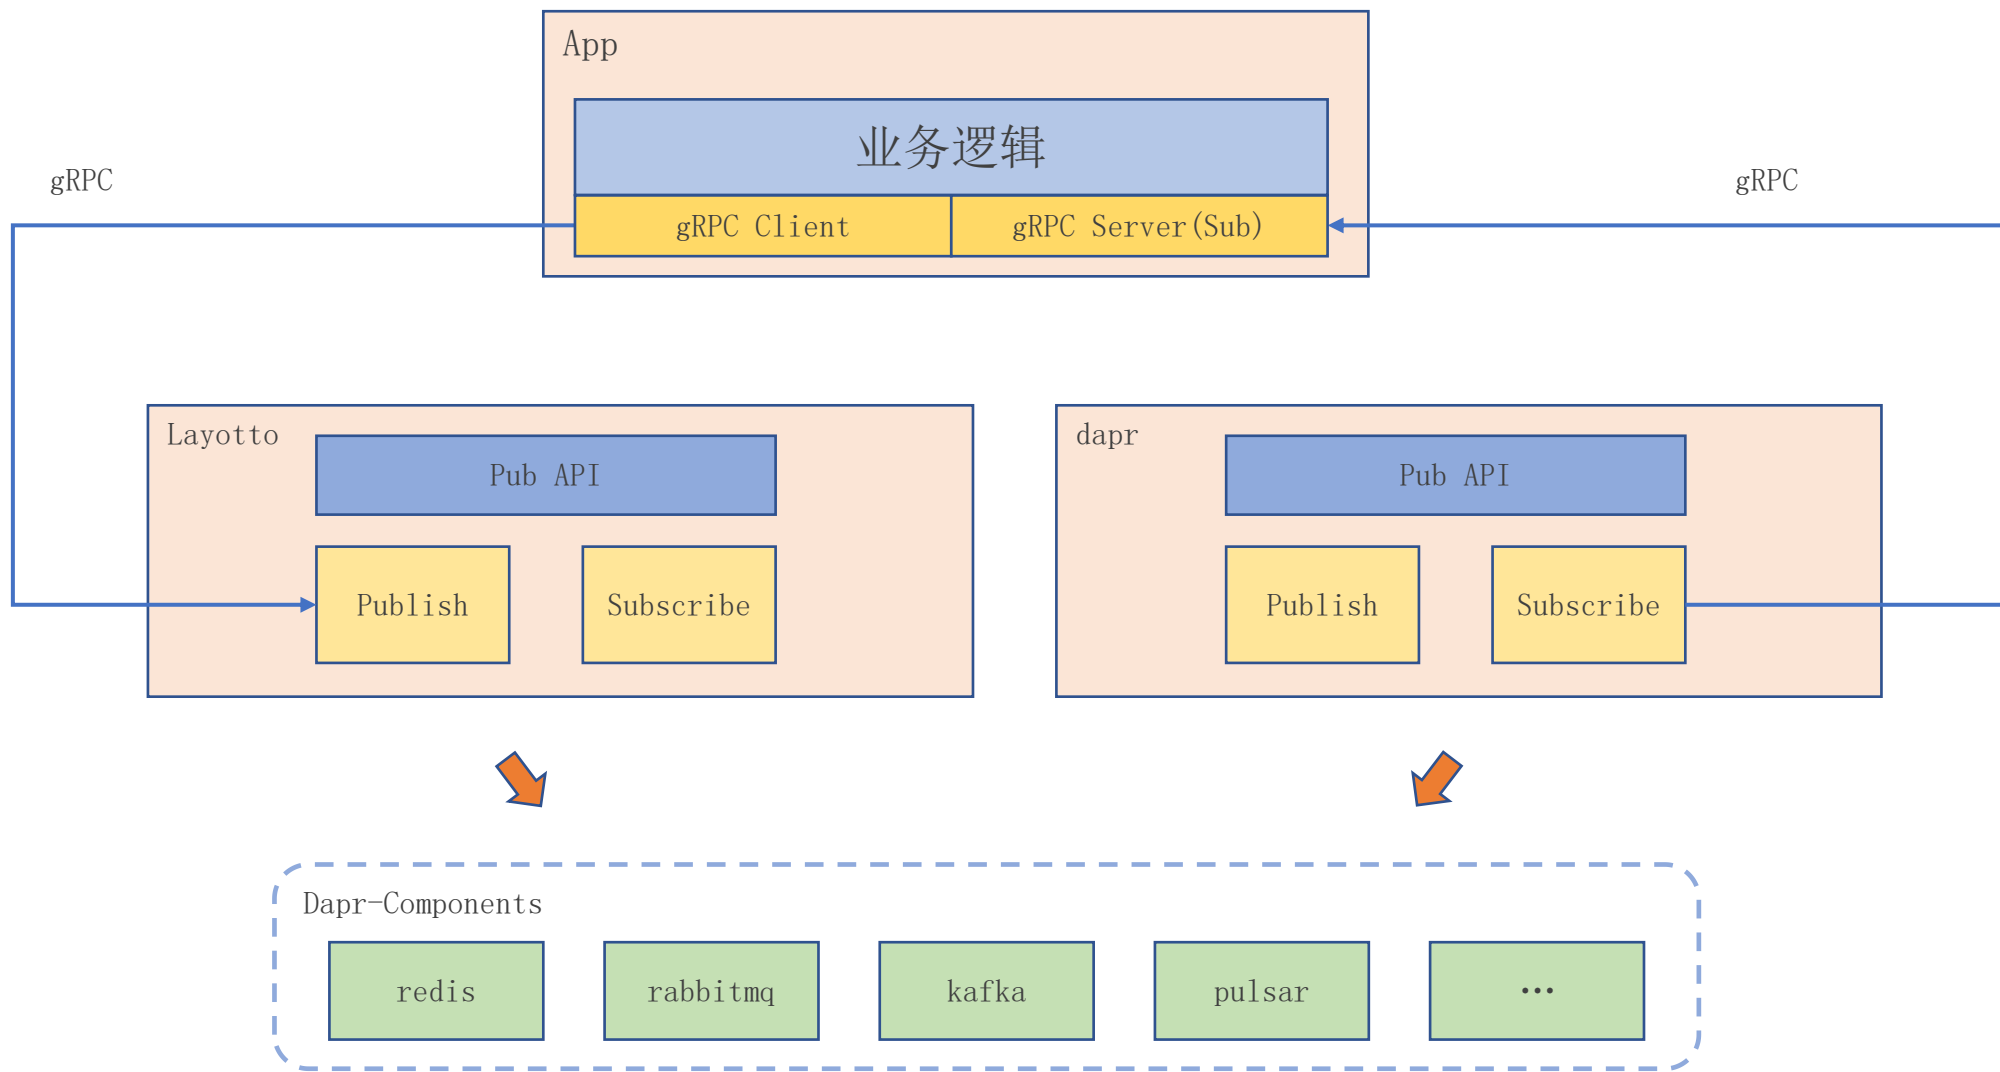 App
业务逻辑
gRPC
gRPC
gRPC Client
gRPC Server(Sub)
Layotto
Pub API
Publish
Subscribe
dapr
Pub API
Publish
Subscribe
Dapr-Components
redis
rabbitmq
kafka
pulsar
…